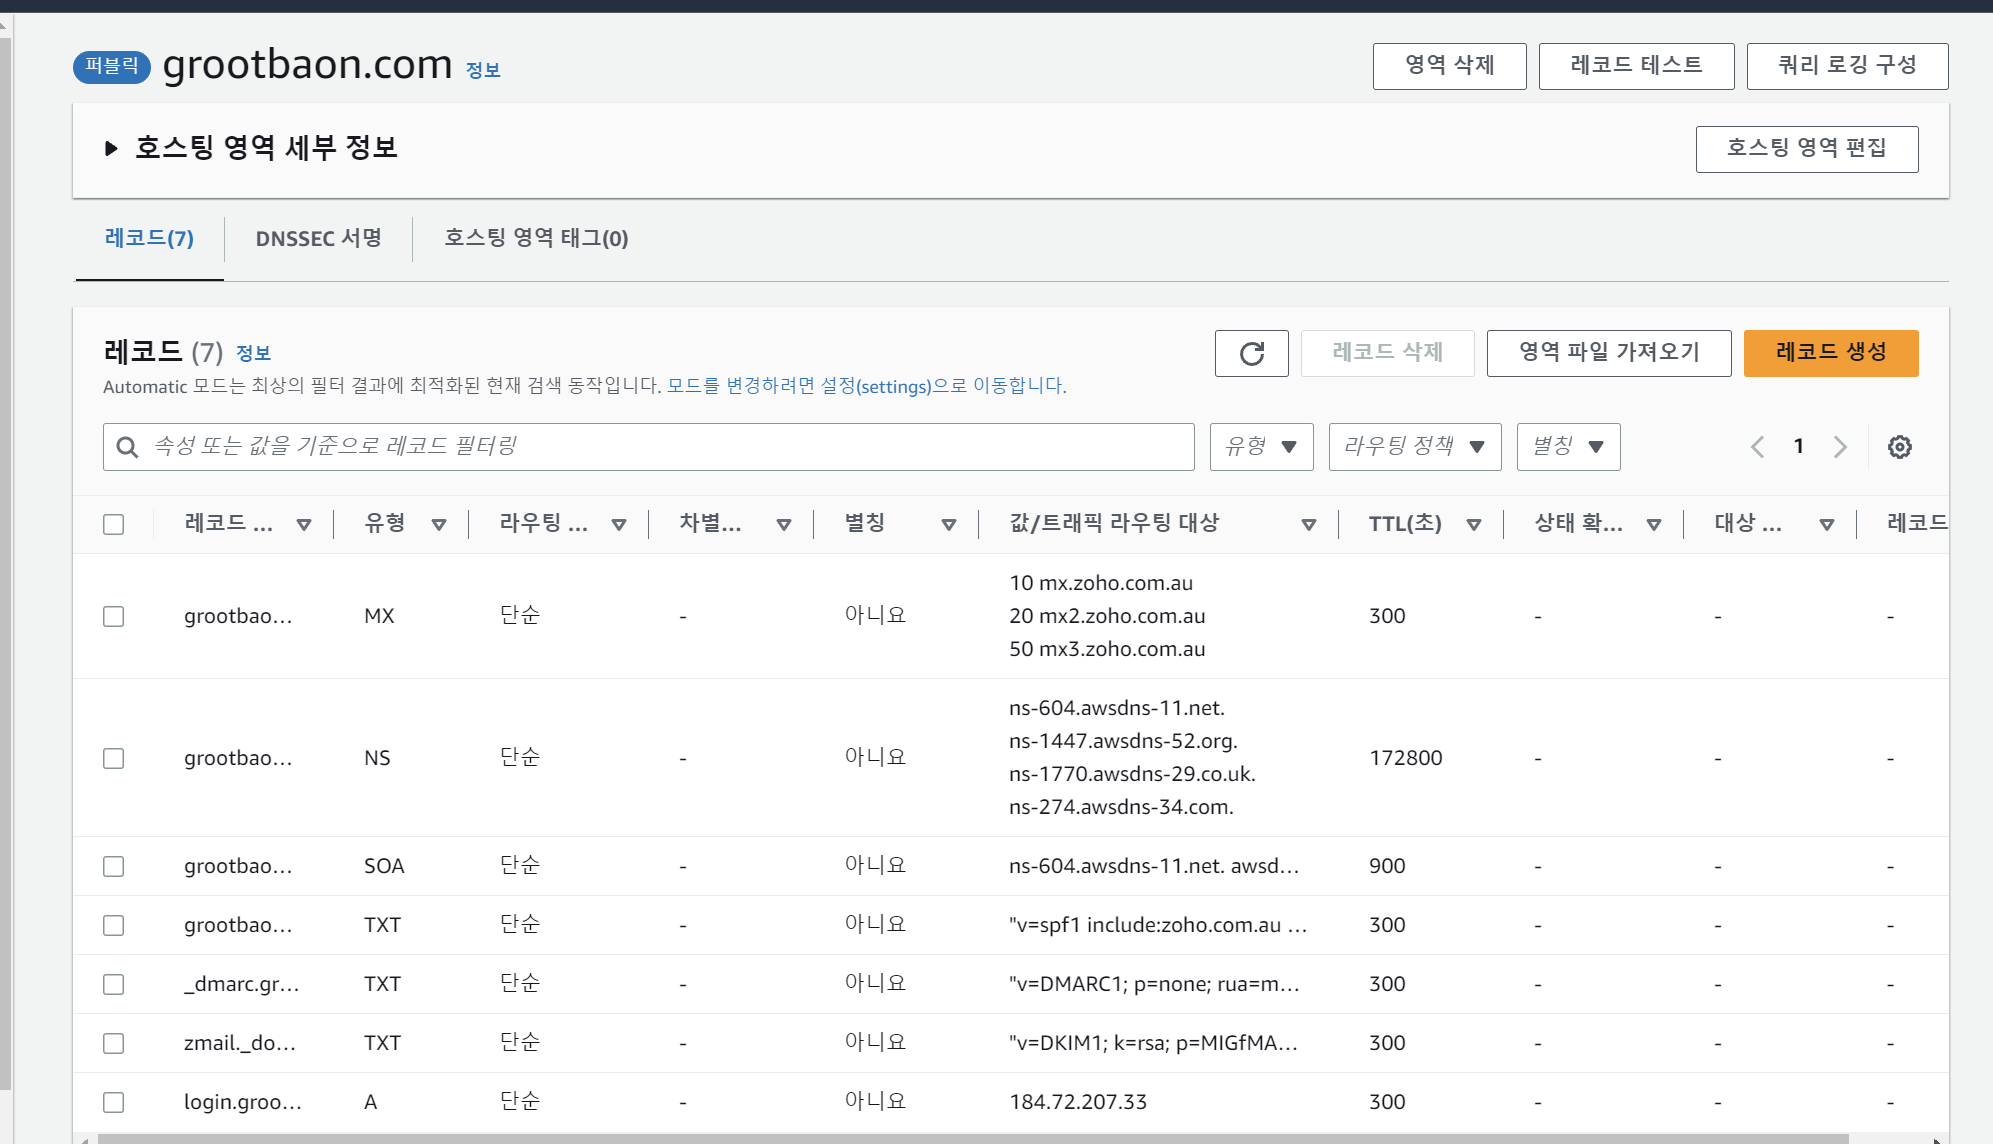 퍼블릭 grootbaon.com 정보
영역 삭제 레코드 테스트 쿼리 로깅 구성
호스팅 영역 세부 정보 호스팅 영역 편집
레코드(7) DNSSEC 서명 호스팅 영역 태그(0)
레코드 (7) 정보
레코드 삭제 영역 파일 가져오기 레코드 생성
Automatic 모드는 최상의 필터 결과에 최적화된 현재 검색 동작입니다. 모드를 변경하려면 설정(settings)으로 이동합니다.
속성 또는 값을 기준으로 레코드 필터링 유형 라우팅 정책 별칭 1
레코드 ... 유형 라우팅 ... 차별... 별칭 값/트래픽 라우팅 대상 TTL(초) 상태 확... 대상 ... 레코드
10 mx.zoho.com.au
grootbao... MX 단순 - 아니요 20 mx2.zoho.com.au 300 - - -
50 mx3.zoho.com.au
ns-604.awsdns-11.net.
ns-1447.awsdns-52.org.
grootbao... NS 단순 - 아니요 172800 - - -
ns-1770.awsdns-29.co.uk.
ns-274.awsdns-34.com.
grootbao... SOA 단순 - 아니요 ns-604.awsdns-11.net. awsd... 900 - - -
grootbao... TXT 단순 - 아니요 "v=spf1 include:zoho.com.au ... 300 - - -
_dmarc.gr... TXT 단순 - 아니요 "v=DMARC1; p=none; rua=m... 300 - - -
zmail._do... TXT 단순 - 아니요 "v=DKIM1; k=rsa; p=MIGfMA... 300 - - -
login.groo... A 단순 - 아니요 184.72.207.33 300 - - -